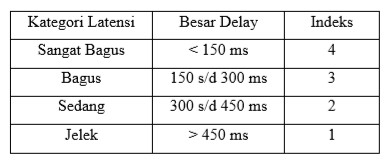 Kategori Latensi Besar Delay Indeks
Sangat Bagus < 150 ms 4
Bagus 150 s/d 300 ms 3
Sedang 300 s/d 450 ms 2
Jelek > 450 ms 1